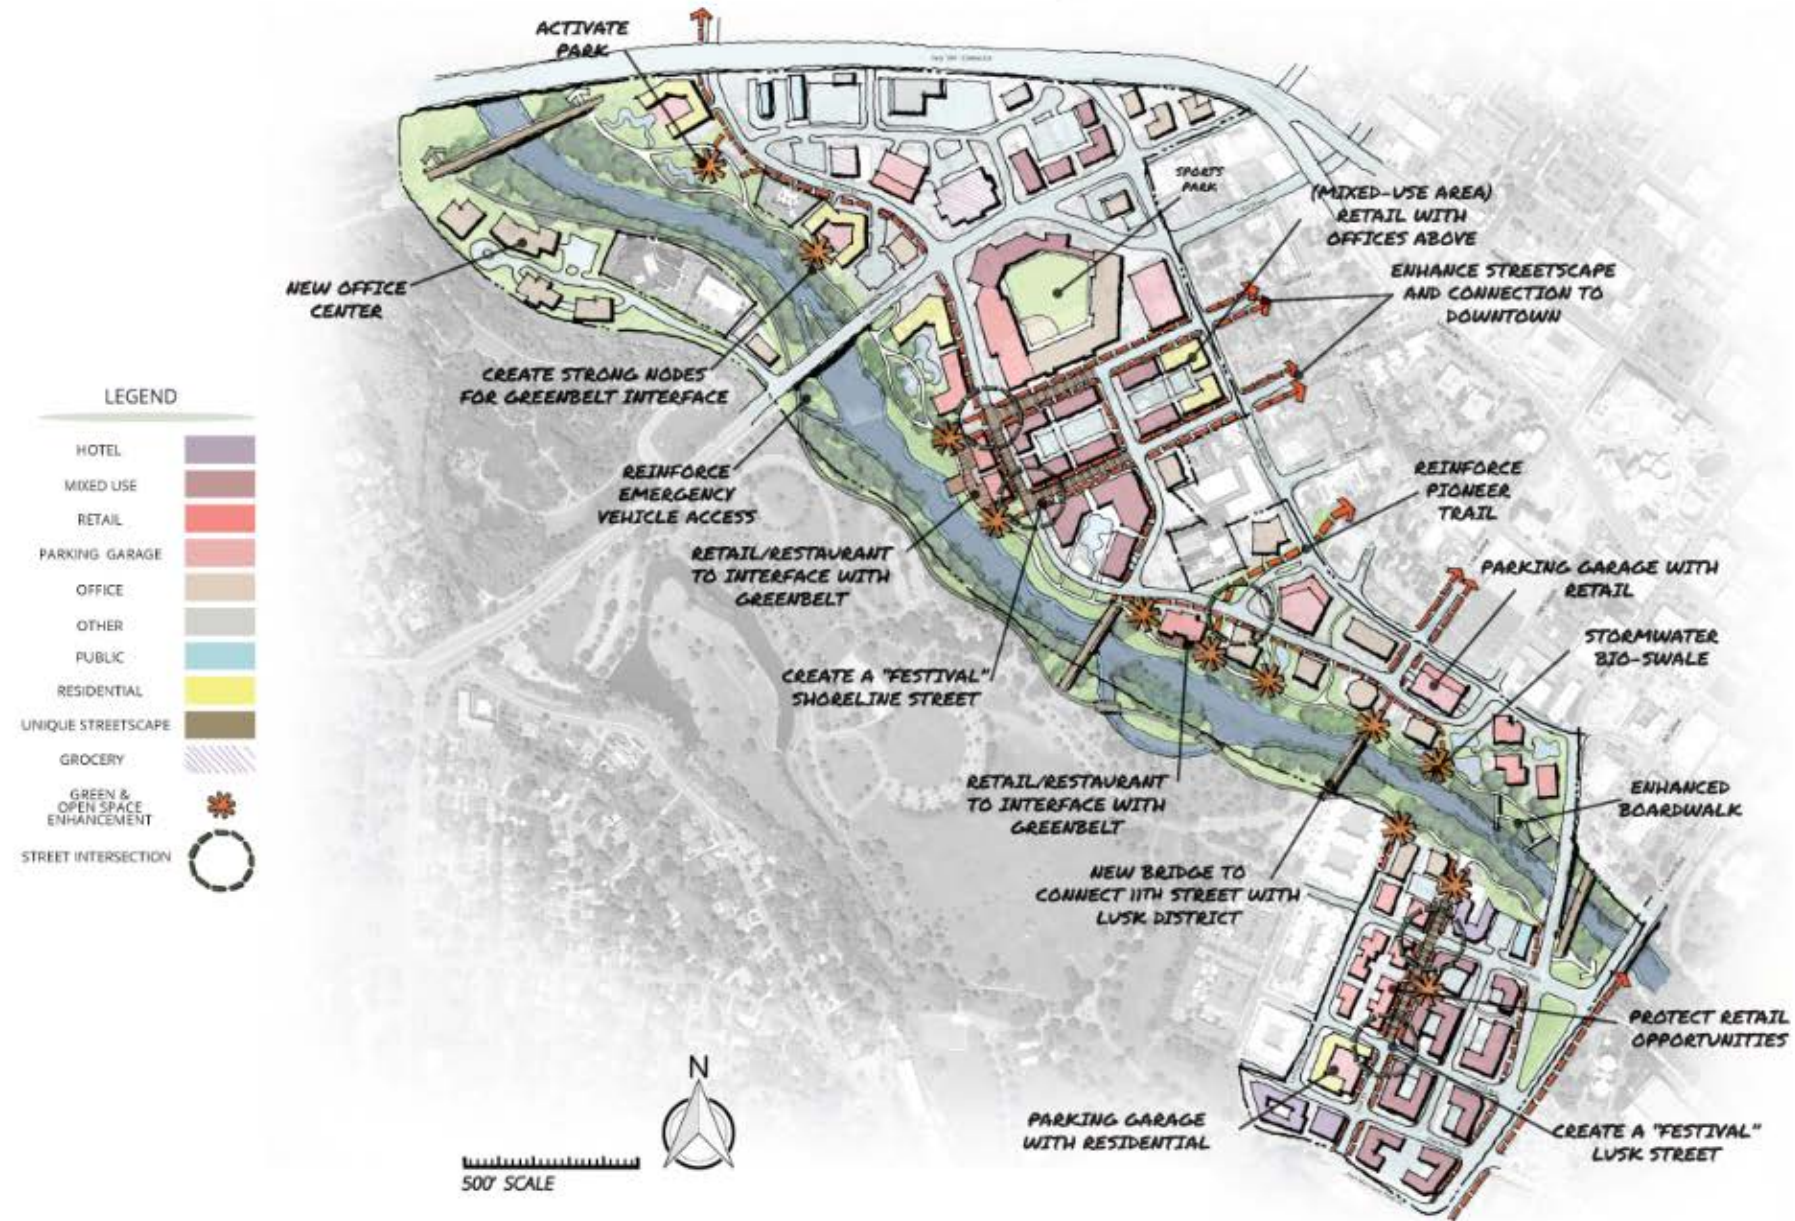 ACTIVATE
PARK
SPORTS
PARK
(MIXED-USE AREA)
RETAIL WITH
OFFICES ABOVE
ENHANCE STREETSCAPE
AND CONNECTION TO
DOWNTOWN
NEW OFFICE
CENTER
CREATE STRONG NODES
FOR GREENBELT INTERFACE
REINFORCE
EMERGENCY
VEHICLE ACCESS
REINFORCE
PIONEER
TRAIL
RETAIL/RESTAURANT
TO INTERFACE WITH
GREENBELT
PARKING GARAGE WITH
RETAIL
STORMWATER
BIO-SWALE
CREATE A "FESTIVAL"
SHORELINE STREET
RETAIL/RESTAURANT
TO INTERFACE WITH
GREENBELT
ENHANCED
BOARDWALK
NEW BRIDGE TO
CONNECT 11TH STREET WITH
LUSK DISTRICT
PROTECT RETAIL
OPPORTUNITIES
PARKING GARAGE
WITH RESIDENTIAL
CREATE A "FESTIVAL"
LUSK STREET
LEGEND
HOTEL
MIXED USE
RETAIL
PARKING GARAGE
OFFICE
OTHER
PUBLIC
RESIDENTIAL
UNIQUE STREETSCAPE
GROCERY
GREEN &
OPEN SPACE
ENHANCEMENT
STREET INTERSECTION
N
500' SCALE